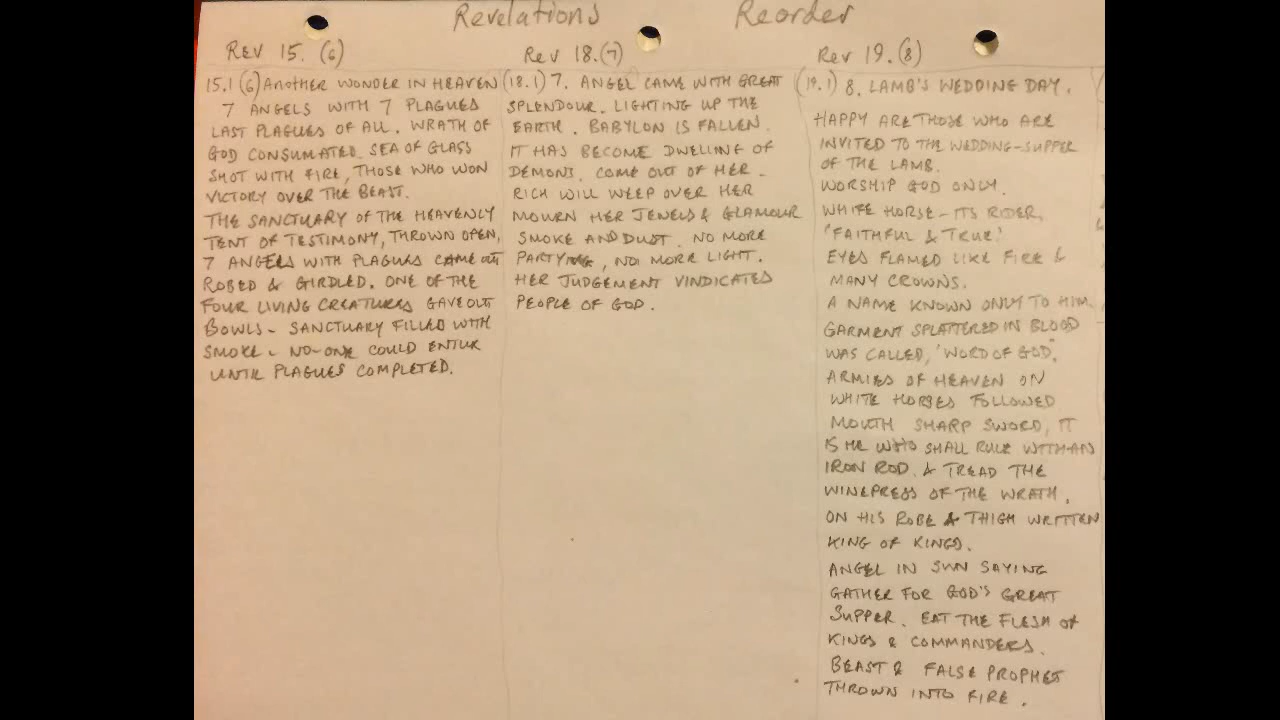 Revelations Reorder
Rev 15. (6)
15.1 (6) Another WONDER IN HEAVEN
7 ANGELS WITH 7 PLAGUES
LAST PLAGUES OF ALL. WRATH OF
GOD CONSUMATED. SEA OF GLASS
SHOT WITH FIRE, THOSE WHO WON
VICTORY OVER THE BEAST.
THE SANCTUARY OF THE HEAVENLY
TENT OF TESTIMONY, THROWN OPEN,
7 ANGELS WITH PLAGUES CAME OUT
ROBED & GIRDLED. ONE OF THE
FOUR LIVING CREATURES GAVE OUT
BOWLS - SANCTUARY FILLED WITH
SMOKE - NO-ONE COULD ENTUR
UNTIL PLAGUES COMPLETED.
Rev 18. (7)
(18.1) 7. ANGEL CAME WITH GREAT
SPLENDOUR. LIGHTING UP THE
EARTH. BABYLON IS FALLEN.
IT HAS BECOME DWELLING OF
DEMONS. COME OUT OF HER.
RICH WILL WEEP OVER HER
MOURN HER JEWELS & GLAMOUR
SMOKE AND DUST. NO MORE
PARTYING, NO MORE LIGHT.
HER JUDGEMENT VINDICATES
PEOPLE OF GOD.
Rev 19. (8)
(19.1) 8. LAMB'S WEDDING DAY.
HAPPY ARE THOSE WHO ARE
INVITED TO THE WEDDING-SUPPER
OF THE LAMB.
WORSHIP GOD ONLY.
WHITE HORSE - ITS RIDER,
'FAITHFUL & TRUE.'
EYES FLAMED LIKE FIRE &
MANY CROWNS.
A NAME KNOWN ONLY TO HIM.
GARMENT SPLATTERED IN BLOOD
WAS CALLED, "WORD OF GOD".
ARMIES OF HEAVEN ON
WHITE HORSES FOLLOWED
MOUTH SHARP SWORD, IT
IS HE WHO SHALL RULE WITH AN
IRON ROD. & TREAD THE
WINEPRESS OF THE WRATH.
ON HIS ROBE & THIGH WRITTEN
KING OF KINGS.
ANGEL IN SUN SAYING
GATHER FOR GOD'S GREAT
SUPPER. EAT THE FLESH OF
KINGS & COMMANDERS.
BEAST & FALSE PROPHET
THROWN INTO FIRE.